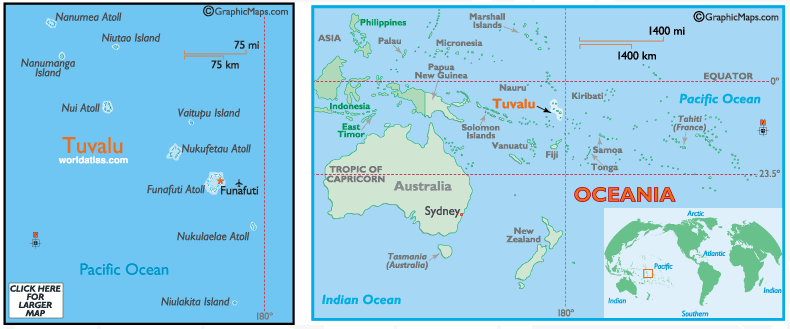 ©GraphicMaps.com
Nanumea Atoll
Niutao Island
75 mi
75 km
Nanumanga
Island
Nui Atoll
Vaitupu Island
Tuvalu
worldatlas.com
Nukufetau Atoll
Funafuti Atoll
Funafuti
Nukulaelae Atoll
Pacific Ocean
CLICK HERE
FOR
LARGER
MAP
Niulakita Island
180°
©GraphicMaps.com
Philippines
Marshall
Islands
1400 mi
1400 km
ASIA
Palau
Micronesia
Papua
New Guinea
EQUATOR
0°
Nauru
Kiribati
Pacific Ocean
Indonesia
Tuvalu
East
Timor
Solomon
Islands
Tahiti
(France)
Vanuatu
Fiji
Samoa
Tonga
TROPIC OF
CAPRICORN
23.5°
Australia
OCEANIA
Sydney
New
Zealand
Tasmania
(Australia)
Indian Ocean
180°
Arctic
Atlantic
Pacific
Indian
Indian
Southern